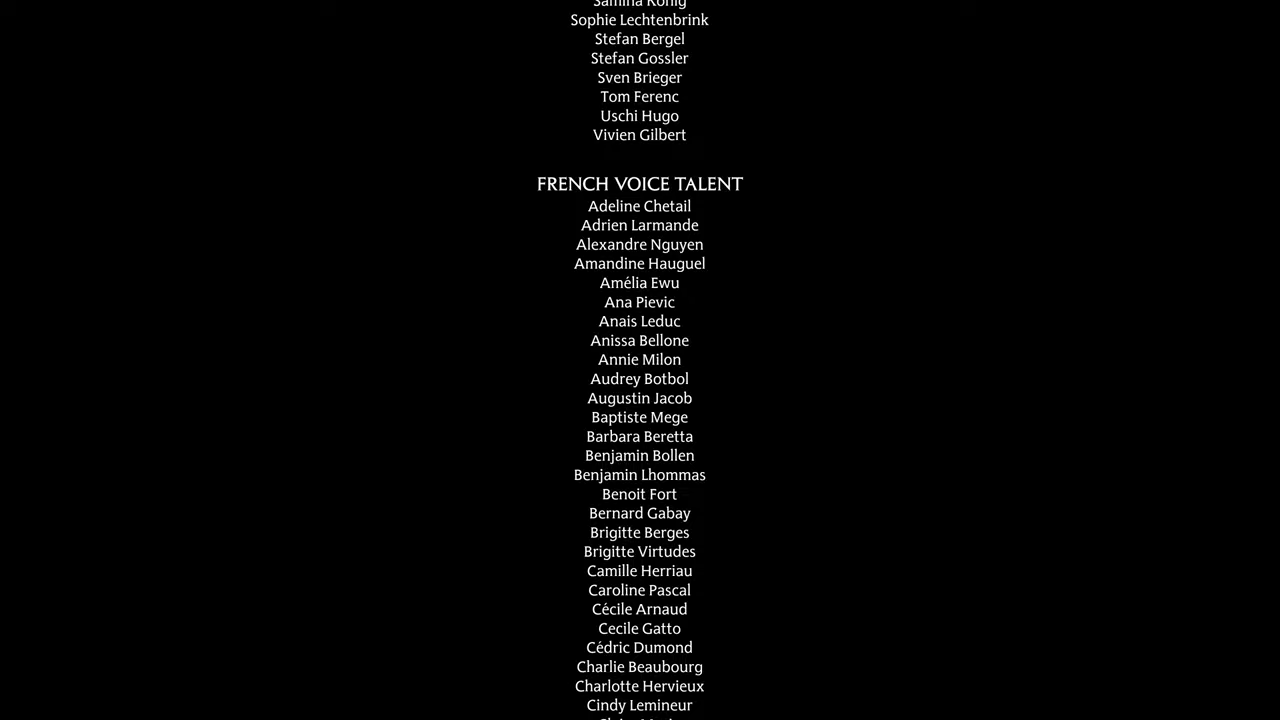 Samina König
Sophie Lechtenbrink
Stefan Bergel
Stefan Gossler
Sven Brieger
Tom Ferenc
Uschi Hugo
Vivien Gilbert
FRENCH VOICE TALENT
Adeline Chetail
Adrien Larmande
Alexandre Nguyen
Amandine Hauguel
Amélia Ewu
Ana Pievic
Anais Leduc
Anissa Bellone
Annie Milon
Audrey Botbol
Augustin Jacob
Baptiste Mege
Barbara Beretta
Benjamin Bollen
Benjamin Lhommas
Benoit Fort
Bernard Gabay
Brigitte Berges
Brigitte Virtudes
Camille Herriau
Caroline Pascal
Cécile Arnaud
Cecile Gatto
Cédric Dumond
Charlie Beaubourg
Charlotte Hervieux
Cindy Lemineur